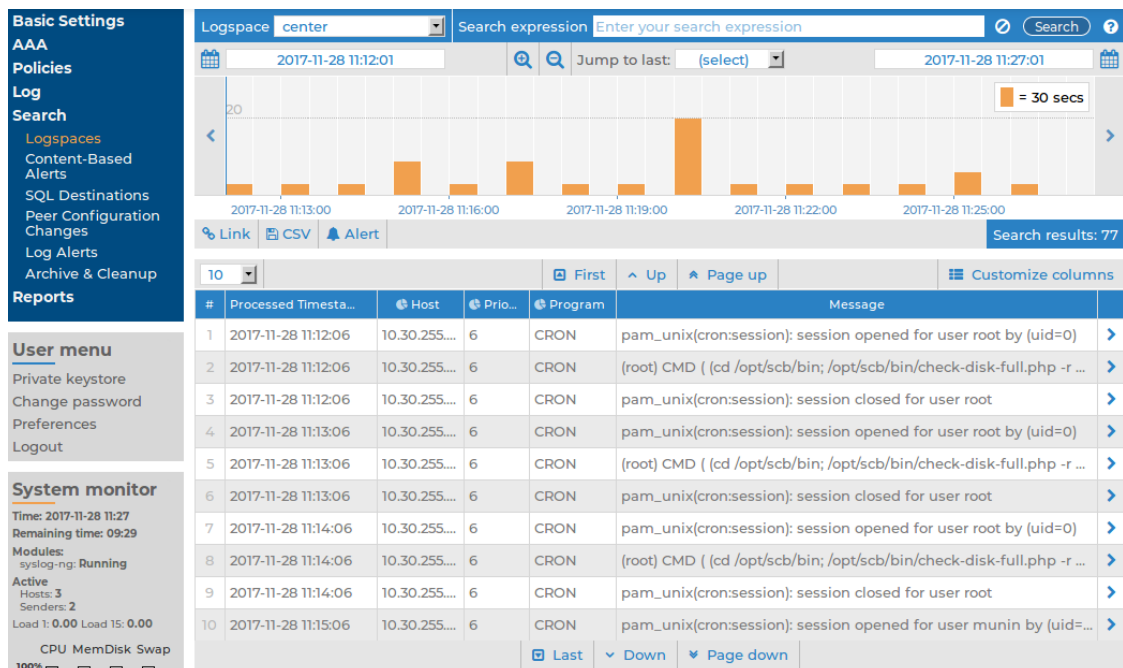 Basic Settings
AAA
Policies
Log
Search
Logspaces
Content-Based
Alerts
SQL Destinations
Peer Configuration
Changes
Log Alerts
Archive & Cleanup
Reports
User menu
Private keystore
Change password
Preferences
Logout
System monitor
Time: 2017-11-28 11:27
Remaining time: 09:29
Modules:
syslog-ng: Running
Active
Hosts: 3
Senders: 2
Load 1: 0.00 Load 15: 0.00
CPU MemDisk Swap
100%
Logspace center Search expression Enter your search expression Search
2017-11-28 11:12:01 Jump to last: (select) 2017-11-28 11:27:01
= 30 secs
20
2017-11-28 11:13:00 2017-11-28 11:16:00 2017-11-28 11:19:00 2017-11-28 11:22:00 2017-11-28 11:25:00
Link CSV Alert Search results: 77
10 First Up Page up Customize columns
# Processed Timesta... Host Prio... Program Message
1 2017-11-28 11:12:06 10.30.255.... 6 CRON pam_unix(cron:session): session opened for user root by (uid=0)
2 2017-11-28 11:12:06 10.30.255.... 6 CRON (root) CMD ( (cd /opt/scb/bin; /opt/scb/bin/check-disk-full.php -r ...
3 2017-11-28 11:12:06 10.30.255.... 6 CRON pam_unix(cron:session): session closed for user root
4 2017-11-28 11:13:06 10.30.255.... 6 CRON pam_unix(cron:session): session opened for user root by (uid=0)
5 2017-11-28 11:13:06 10.30.255.... 6 CRON (root) CMD ( (cd /opt/scb/bin; /opt/scb/bin/check-disk-full.php -r ...
6 2017-11-28 11:13:06 10.30.255.... 6 CRON pam_unix(cron:session): session closed for user root
7 2017-11-28 11:14:06 10.30.255.... 6 CRON pam_unix(cron:session): session opened for user root by (uid=0)
8 2017-11-28 11:14:06 10.30.255.... 6 CRON (root) CMD ( (cd /opt/scb/bin; /opt/scb/bin/check-disk-full.php -r ...
9 2017-11-28 11:14:06 10.30.255.... 6 CRON pam_unix(cron:session): session closed for user root
10 2017-11-28 11:15:06 10.30.255.... 6 CRON pam_unix(cron:session): session opened for user munin by (uid=...
Last Down Page down